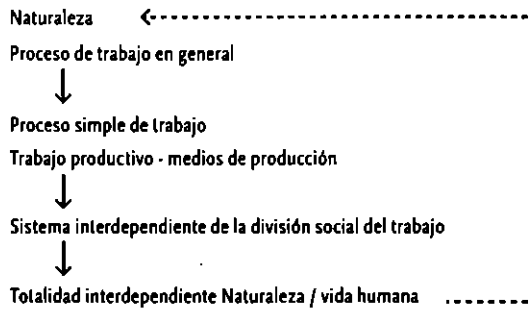 Naturaleza
Proceso de trabajo en general
Proceso simple de trabajo
Trabajo productivo - medios de producción
Sistema interdependiente de la división social del trabajo
Totalidad interdependiente Naturaleza / vida humana